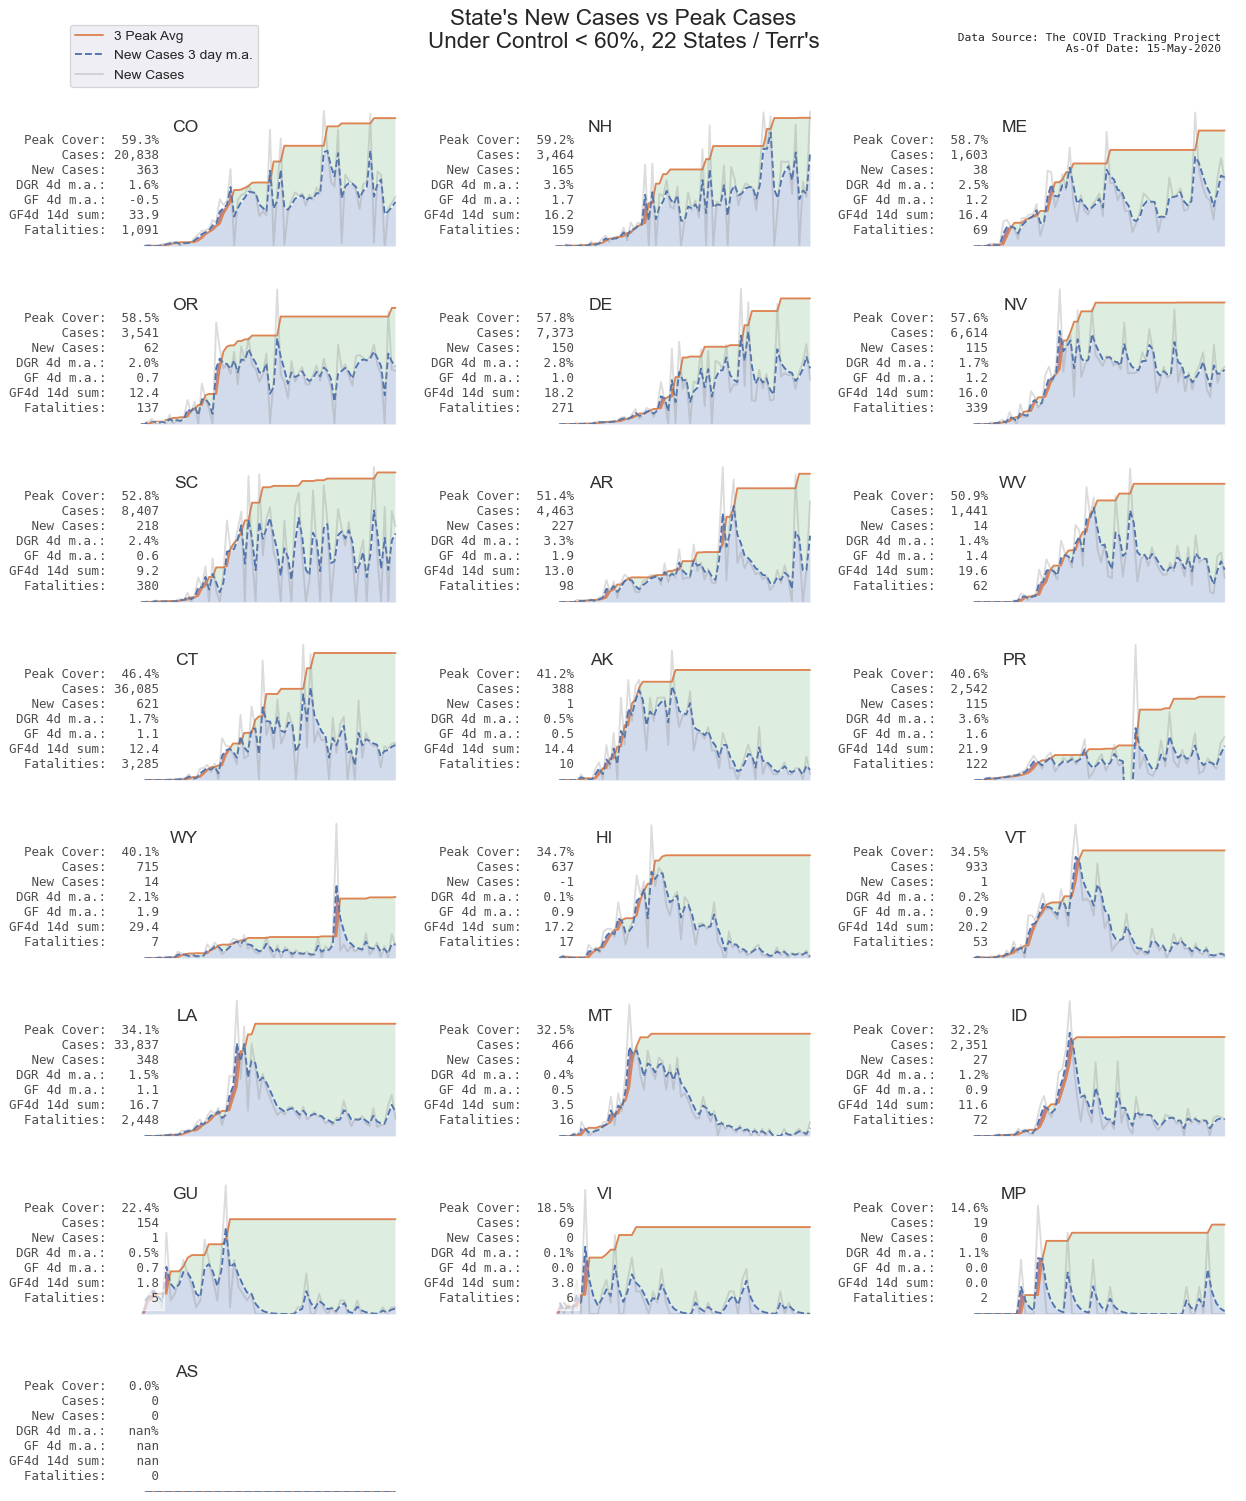 State's New Cases vs Peak Cases
Under Control < 60%, 22 States / Terr's
3 Peak Avg
New Cases 3 day m.a.
New Cases
Data Source: The COVID Tracking Project
As-Of Date: 15-May-2020
CO
Peak Cover: 59.3%
Cases: 20,838
New Cases: 363
DGR 4d m.a.: 1.6%
GF 4d m.a.: -0.5
GF4d 14d sum: 33.9
Fatalities: 1,091
NH
Peak Cover: 59.2%
Cases: 3,464
New Cases: 165
DGR 4d m.a.: 3.3%
GF 4d m.a.: 1.7
GF4d 14d sum: 16.2
Fatalities: 159
ME
Peak Cover: 58.7%
Cases: 1,603
New Cases: 38
DGR 4d m.a.: 2.5%
GF 4d m.a.: 1.2
GF4d 14d sum: 16.4
Fatalities: 69
OR
Peak Cover: 58.5%
Cases: 3,541
New Cases: 62
DGR 4d m.a.: 2.0%
GF 4d m.a.: 0.7
GF4d 14d sum: 12.4
Fatalities: 137
DE
Peak Cover: 57.8%
Cases: 7,373
New Cases: 150
DGR 4d m.a.: 2.8%
GF 4d m.a.: 1.0
GF4d 14d sum: 18.2
Fatalities: 271
NV
Peak Cover: 57.6%
Cases: 6,614
New Cases: 115
DGR 4d m.a.: 1.7%
GF 4d m.a.: 1.2
GF4d 14d sum: 16.0
Fatalities: 339
SC
Peak Cover: 52.8%
Cases: 8,407
New Cases: 218
DGR 4d m.a.: 2.4%
GF 4d m.a.: 0.6
GF4d 14d sum: 9.2
Fatalities: 380
AR
Peak Cover: 51.4%
Cases: 4,463
New Cases: 227
DGR 4d m.a.: 3.3%
GF 4d m.a.: 1.9
GF4d 14d sum: 13.0
Fatalities: 98
WV
Peak Cover: 50.9%
Cases: 1,441
New Cases: 14
DGR 4d m.a.: 1.4%
GF 4d m.a.: 1.4
GF4d 14d sum: 19.6
Fatalities: 62
CT
Peak Cover: 46.4%
Cases: 36,085
New Cases: 621
DGR 4d m.a.: 1.7%
GF 4d m.a.: 1.1
GF4d 14d sum: 12.4
Fatalities: 3,285
AK
Peak Cover: 41.2%
Cases: 388
New Cases: 1
DGR 4d m.a.: 0.5%
GF 4d m.a.: 0.5
GF4d 14d sum: 14.4
Fatalities: 10
PR
Peak Cover: 40.6%
Cases: 2,542
New Cases: 115
DGR 4d m.a.: 3.6%
GF 4d m.a.: 1.6
GF4d 14d sum: 21.9
Fatalities: 122
WY
Peak Cover: 40.1%
Cases: 715
New Cases: 14
DGR 4d m.a.: 2.1%
GF 4d m.a.: 1.9
GF4d 14d sum: 29.4
Fatalities: 7
HI
Peak Cover: 34.7%
Cases: 637
New Cases: -1
DGR 4d m.a.: 0.1%
GF 4d m.a.: 0.9
GF4d 14d sum: 17.2
Fatalities: 17
VT
Peak Cover: 34.5%
Cases: 933
New Cases: 1
DGR 4d m.a.: 0.2%
GF 4d m.a.: 0.9
GF4d 14d sum: 20.2
Fatalities: 53
LA
Peak Cover: 34.1%
Cases: 33,837
New Cases: 348
DGR 4d m.a.: 1.5%
GF 4d m.a.: 1.1
GF4d 14d sum: 16.7
Fatalities: 2,448
MT
Peak Cover: 32.5%
Cases: 466
New Cases: 4
DGR 4d m.a.: 0.4%
GF 4d m.a.: 0.5
GF4d 14d sum: 3.5
Fatalities: 16
ID
Peak Cover: 32.2%
Cases: 2,351
New Cases: 27
DGR 4d m.a.: 1.2%
GF 4d m.a.: 0.9
GF4d 14d sum: 11.6
Fatalities: 72
GU
Peak Cover: 22.4%
Cases: 154
New Cases: 1
DGR 4d m.a.: 0.5%
GF 4d m.a.: 0.7
GF4d 14d sum: 1.8
Fatalities: 5
VI
Peak Cover: 18.5%
Cases: 69
New Cases: 0
DGR 4d m.a.: 0.1%
GF 4d m.a.: 0.0
GF4d 14d sum: 3.8
Fatalities: 6
MP
Peak Cover: 14.6%
Cases: 19
New Cases: 0
DGR 4d m.a.: 1.1%
GF 4d m.a.: 0.0
GF4d 14d sum: 0.0
Fatalities: 2
AS
Peak Cover: 0.0%
Cases: 0
New Cases: 0
DGR 4d m.a.: nan%
GF 4d m.a.: nan
GF4d 14d sum: nan
Fatalities: 0